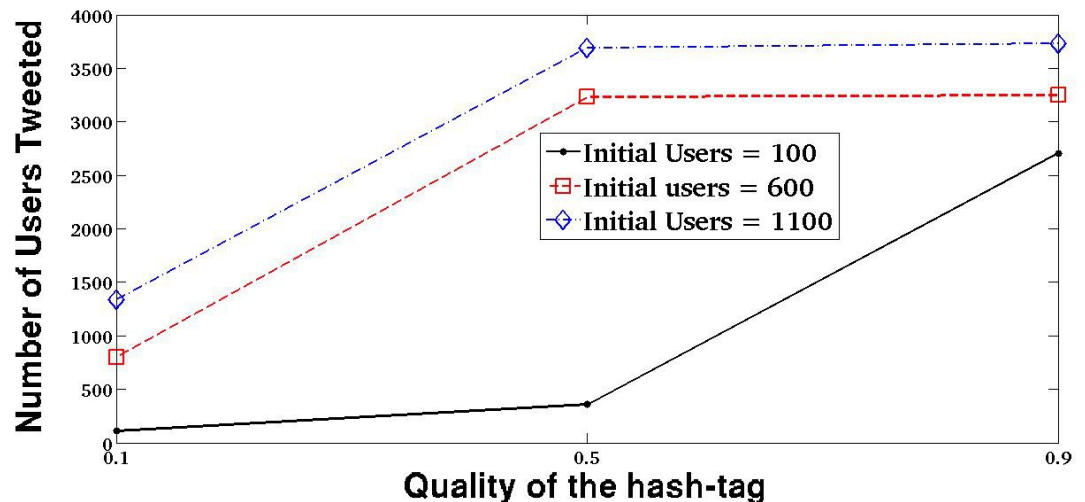 Number of Users Tweeted
4000
3500
3000
2500
2000
1500
1000
500
0
Initial Users = 100
Initial users = 600
Initial Users = 1100
0.1
0.5
0.9
Quality of the hash-tag